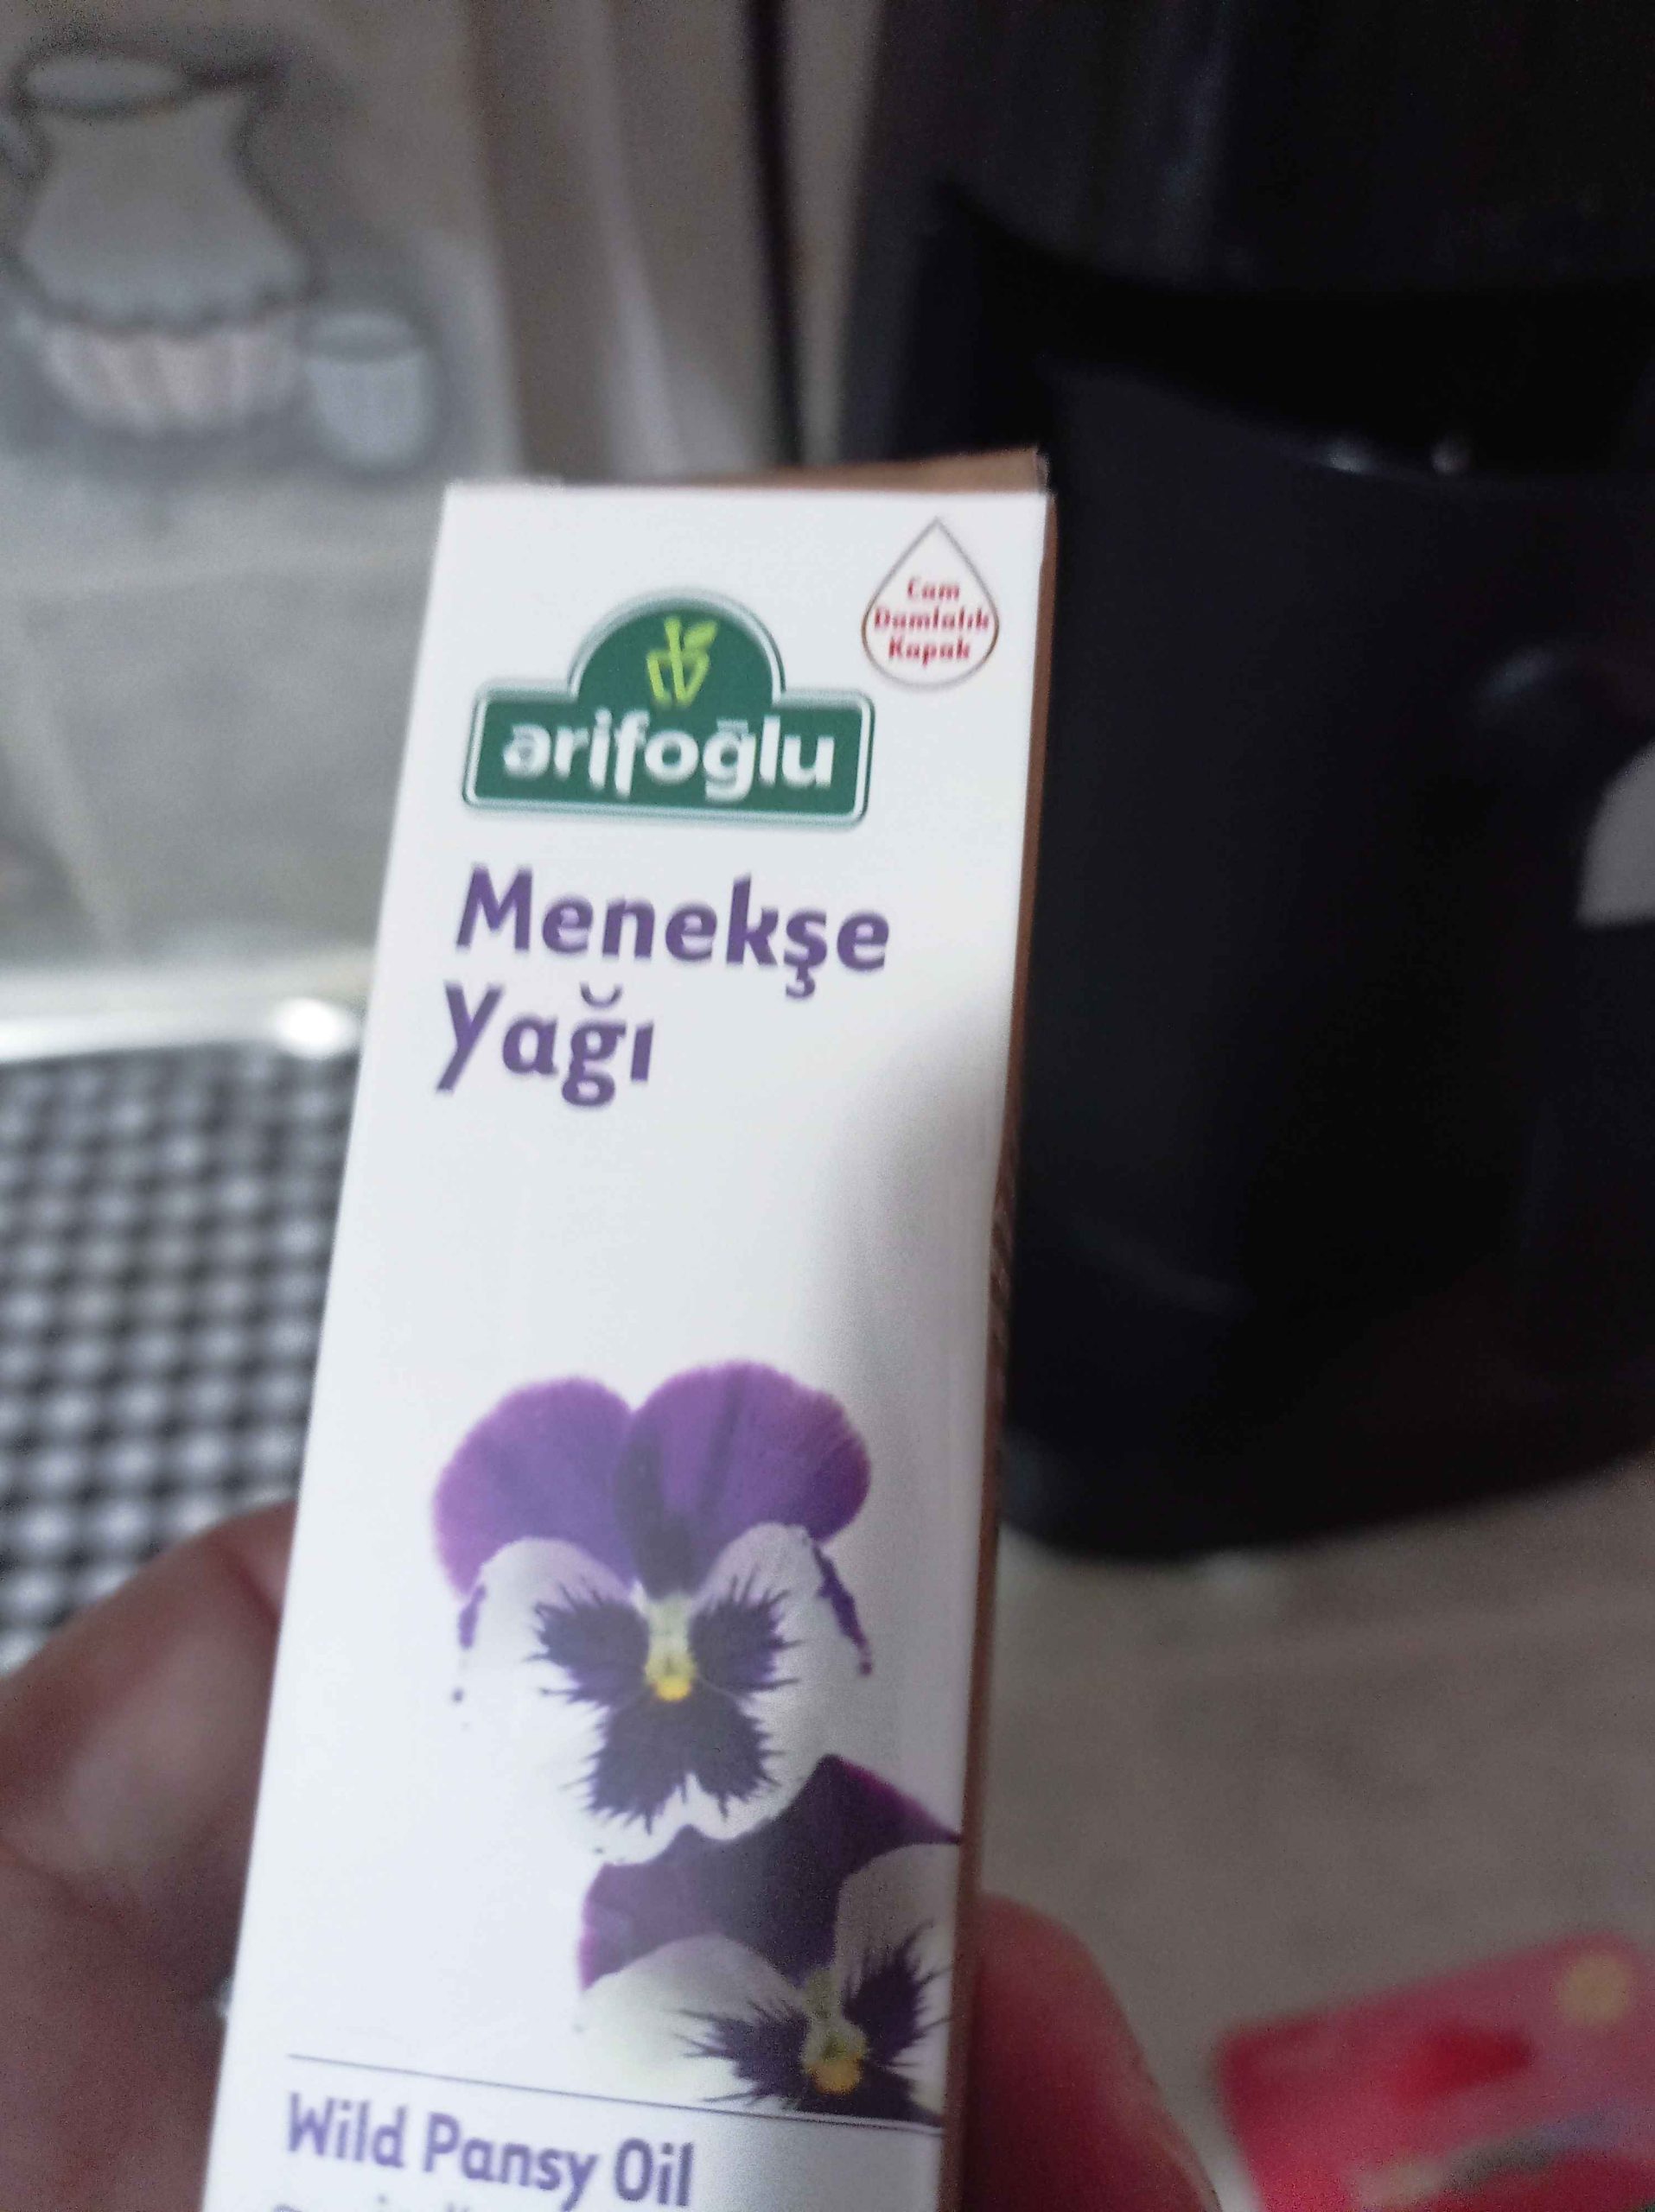 Cam
Damlalık
Kapak
arifoğlu
Menekşe
Yağı
Wild Pansy Oil